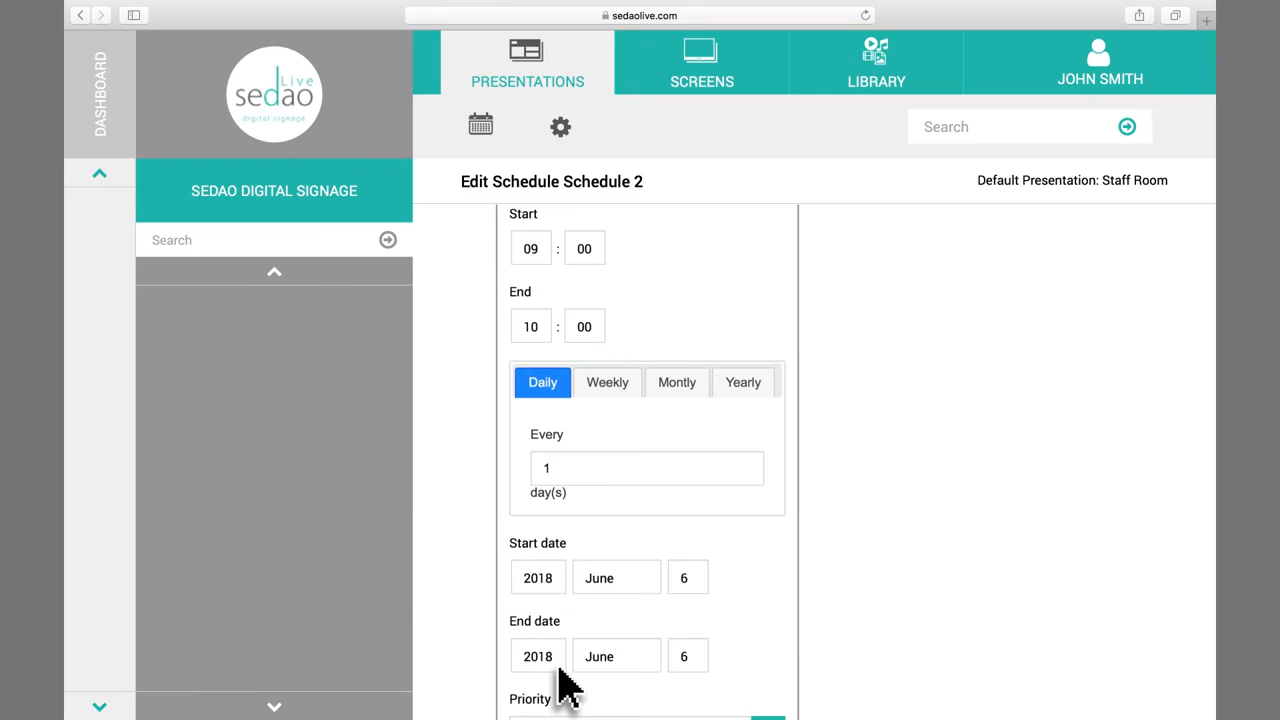 sedaolive.com
DASHBOARD
Live
sedao
digital signage
PRESENTATIONS
SCREENS
LIBRARY
JOHN SMITH
Search
SEDAO DIGITAL SIGNAGE
Search
Edit Schedule Schedule 2
Default Presentation: Staff Room
Start
09 : 00
End
10 : 00
Daily Weekly Montly Yearly
Every
1
day(s)
Start date
2018 June 6
End date
2018 June 6
Priority